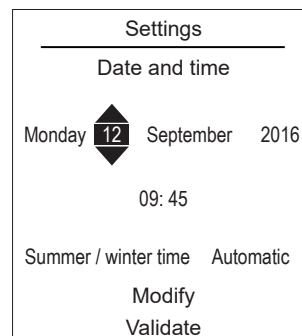 Settings
Date and time
Monday 12 September 2016
09: 45
Summer / winter time Automatic
Modify
Validate